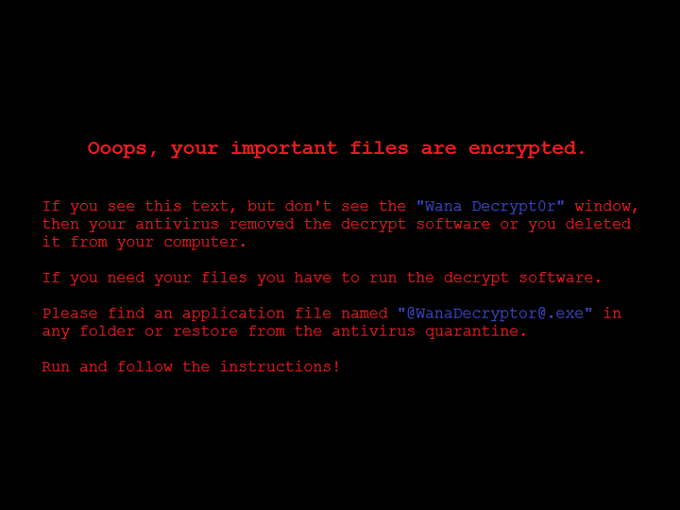 Ooops, your important files are encrypted.
If you see this text, but don't see the "Wana Decrypt0r" window,
then your antivirus removed the decrypt software or you deleted
it from your computer.
If you need your files you have to run the decrypt software.
Please find an application file named "@WanaDecryptor@.exe" in
any folder or restore from the antivirus quarantine.
Run and follow the instructions!